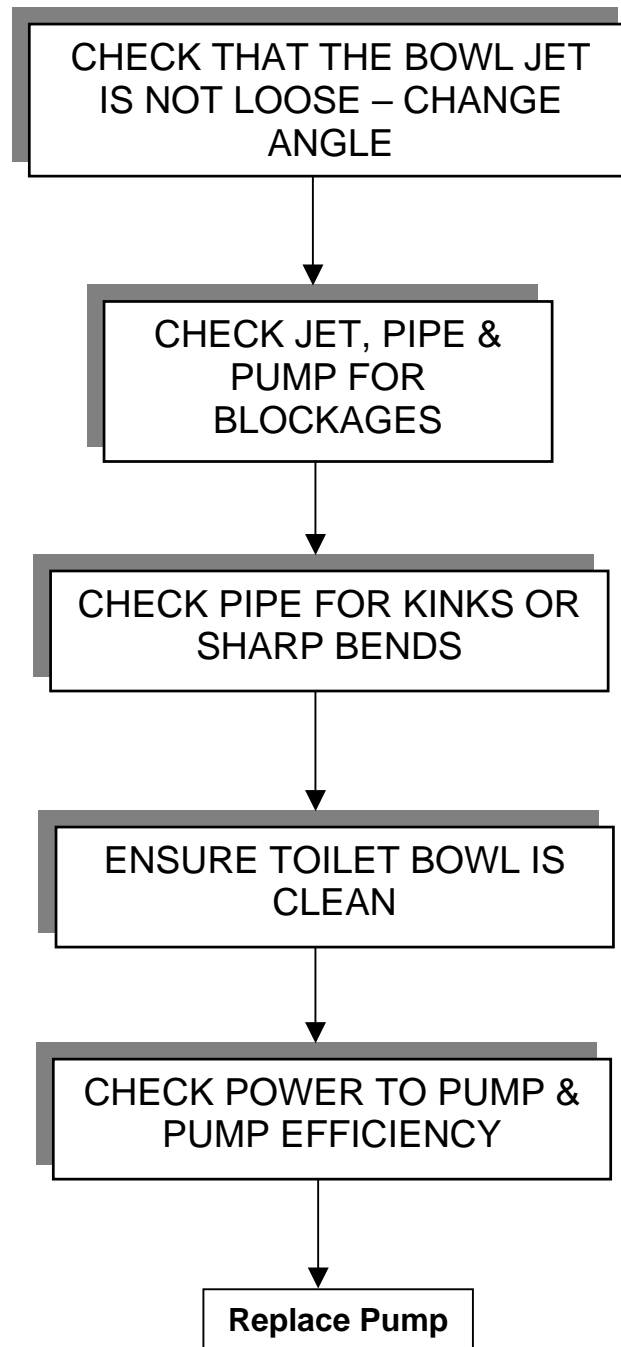 CHECK THAT THE BOWL JET
IS NOT LOOSE – CHANGE
ANGLE
CHECK JET, PIPE &
PUMP FOR
BLOCKAGES
CHECK PIPE FOR KINKS OR
SHARP BENDS
ENSURE TOILET BOWL IS
CLEAN
CHECK POWER TO PUMP &
PUMP EFFICIENCY
Replace Pump